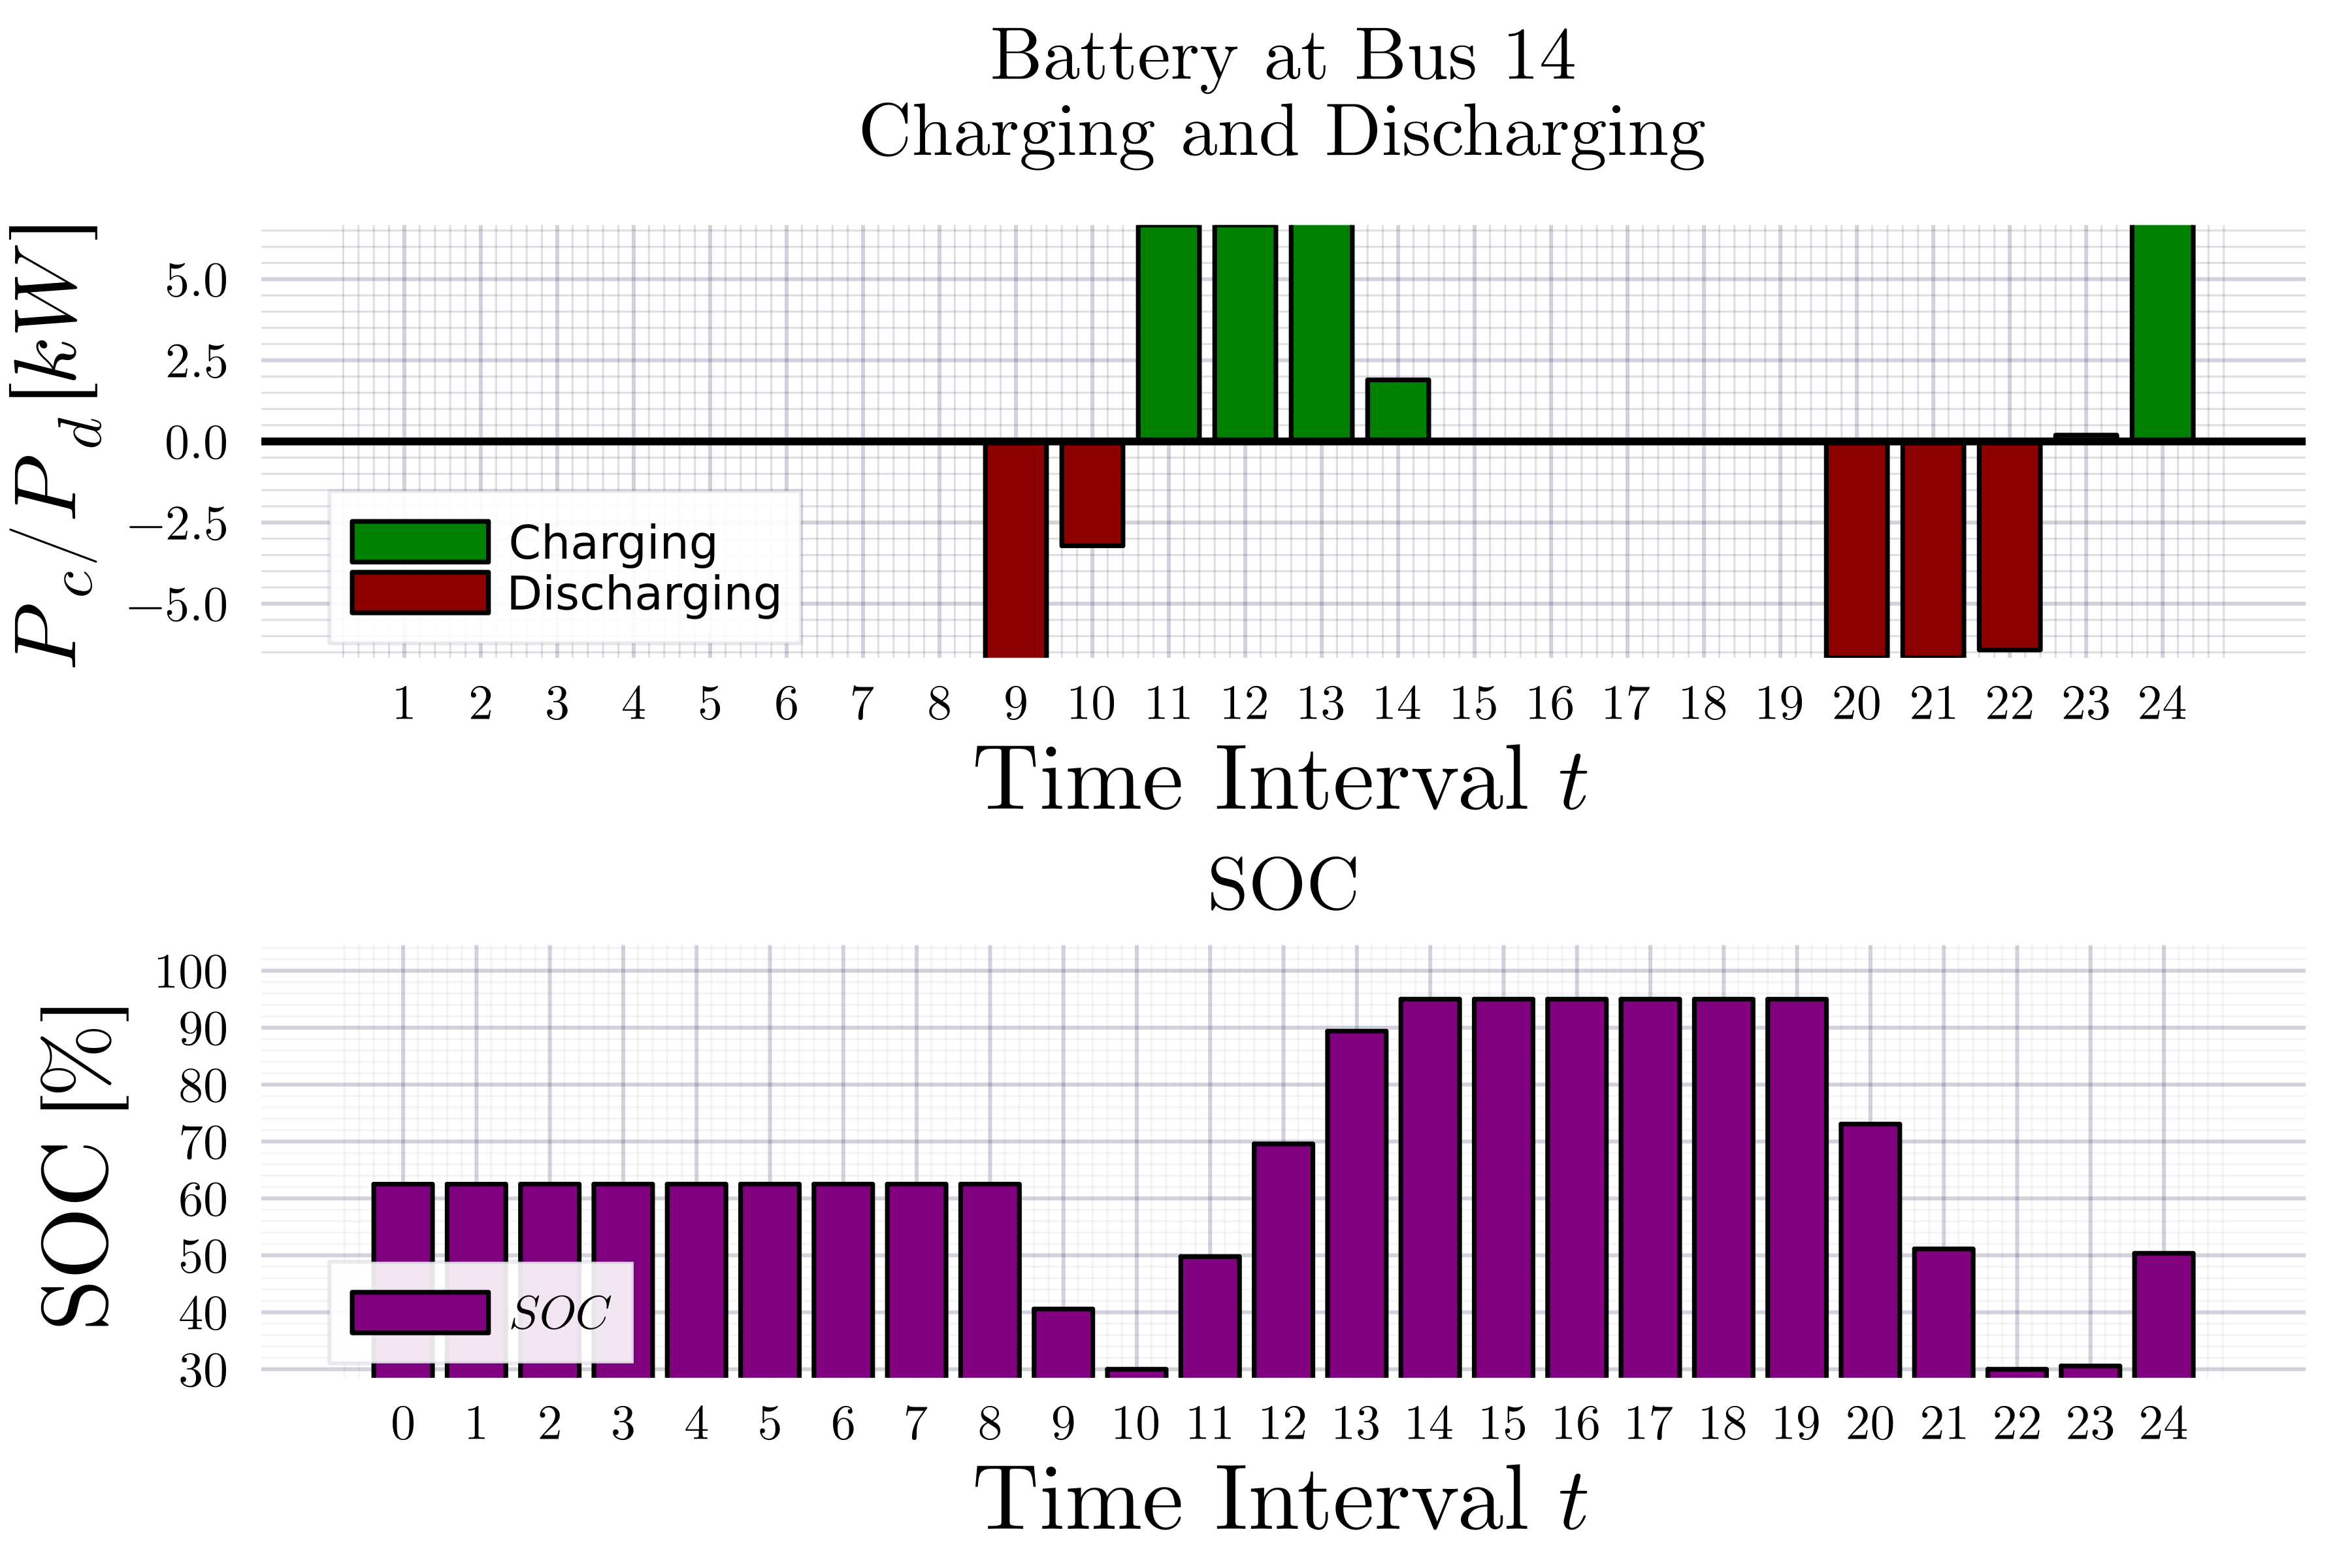 Battery at Bus 14
Charging and Discharging
P_c/P_d [kW]
5.0
2.5
0.0
−2.5
−5.0
Charging
Discharging
1 2 3 4 5 6 7 8 9 10 11 12 13 14 15 16 17 18 19 20 21 22 23 24
Time Interval t
SOC
SOC [%]
100
90
80
70
60
50
40
30
SOC
0 1 2 3 4 5 6 7 8 9 10 11 12 13 14 15 16 17 18 19 20 21 22 23 24
Time Interval t